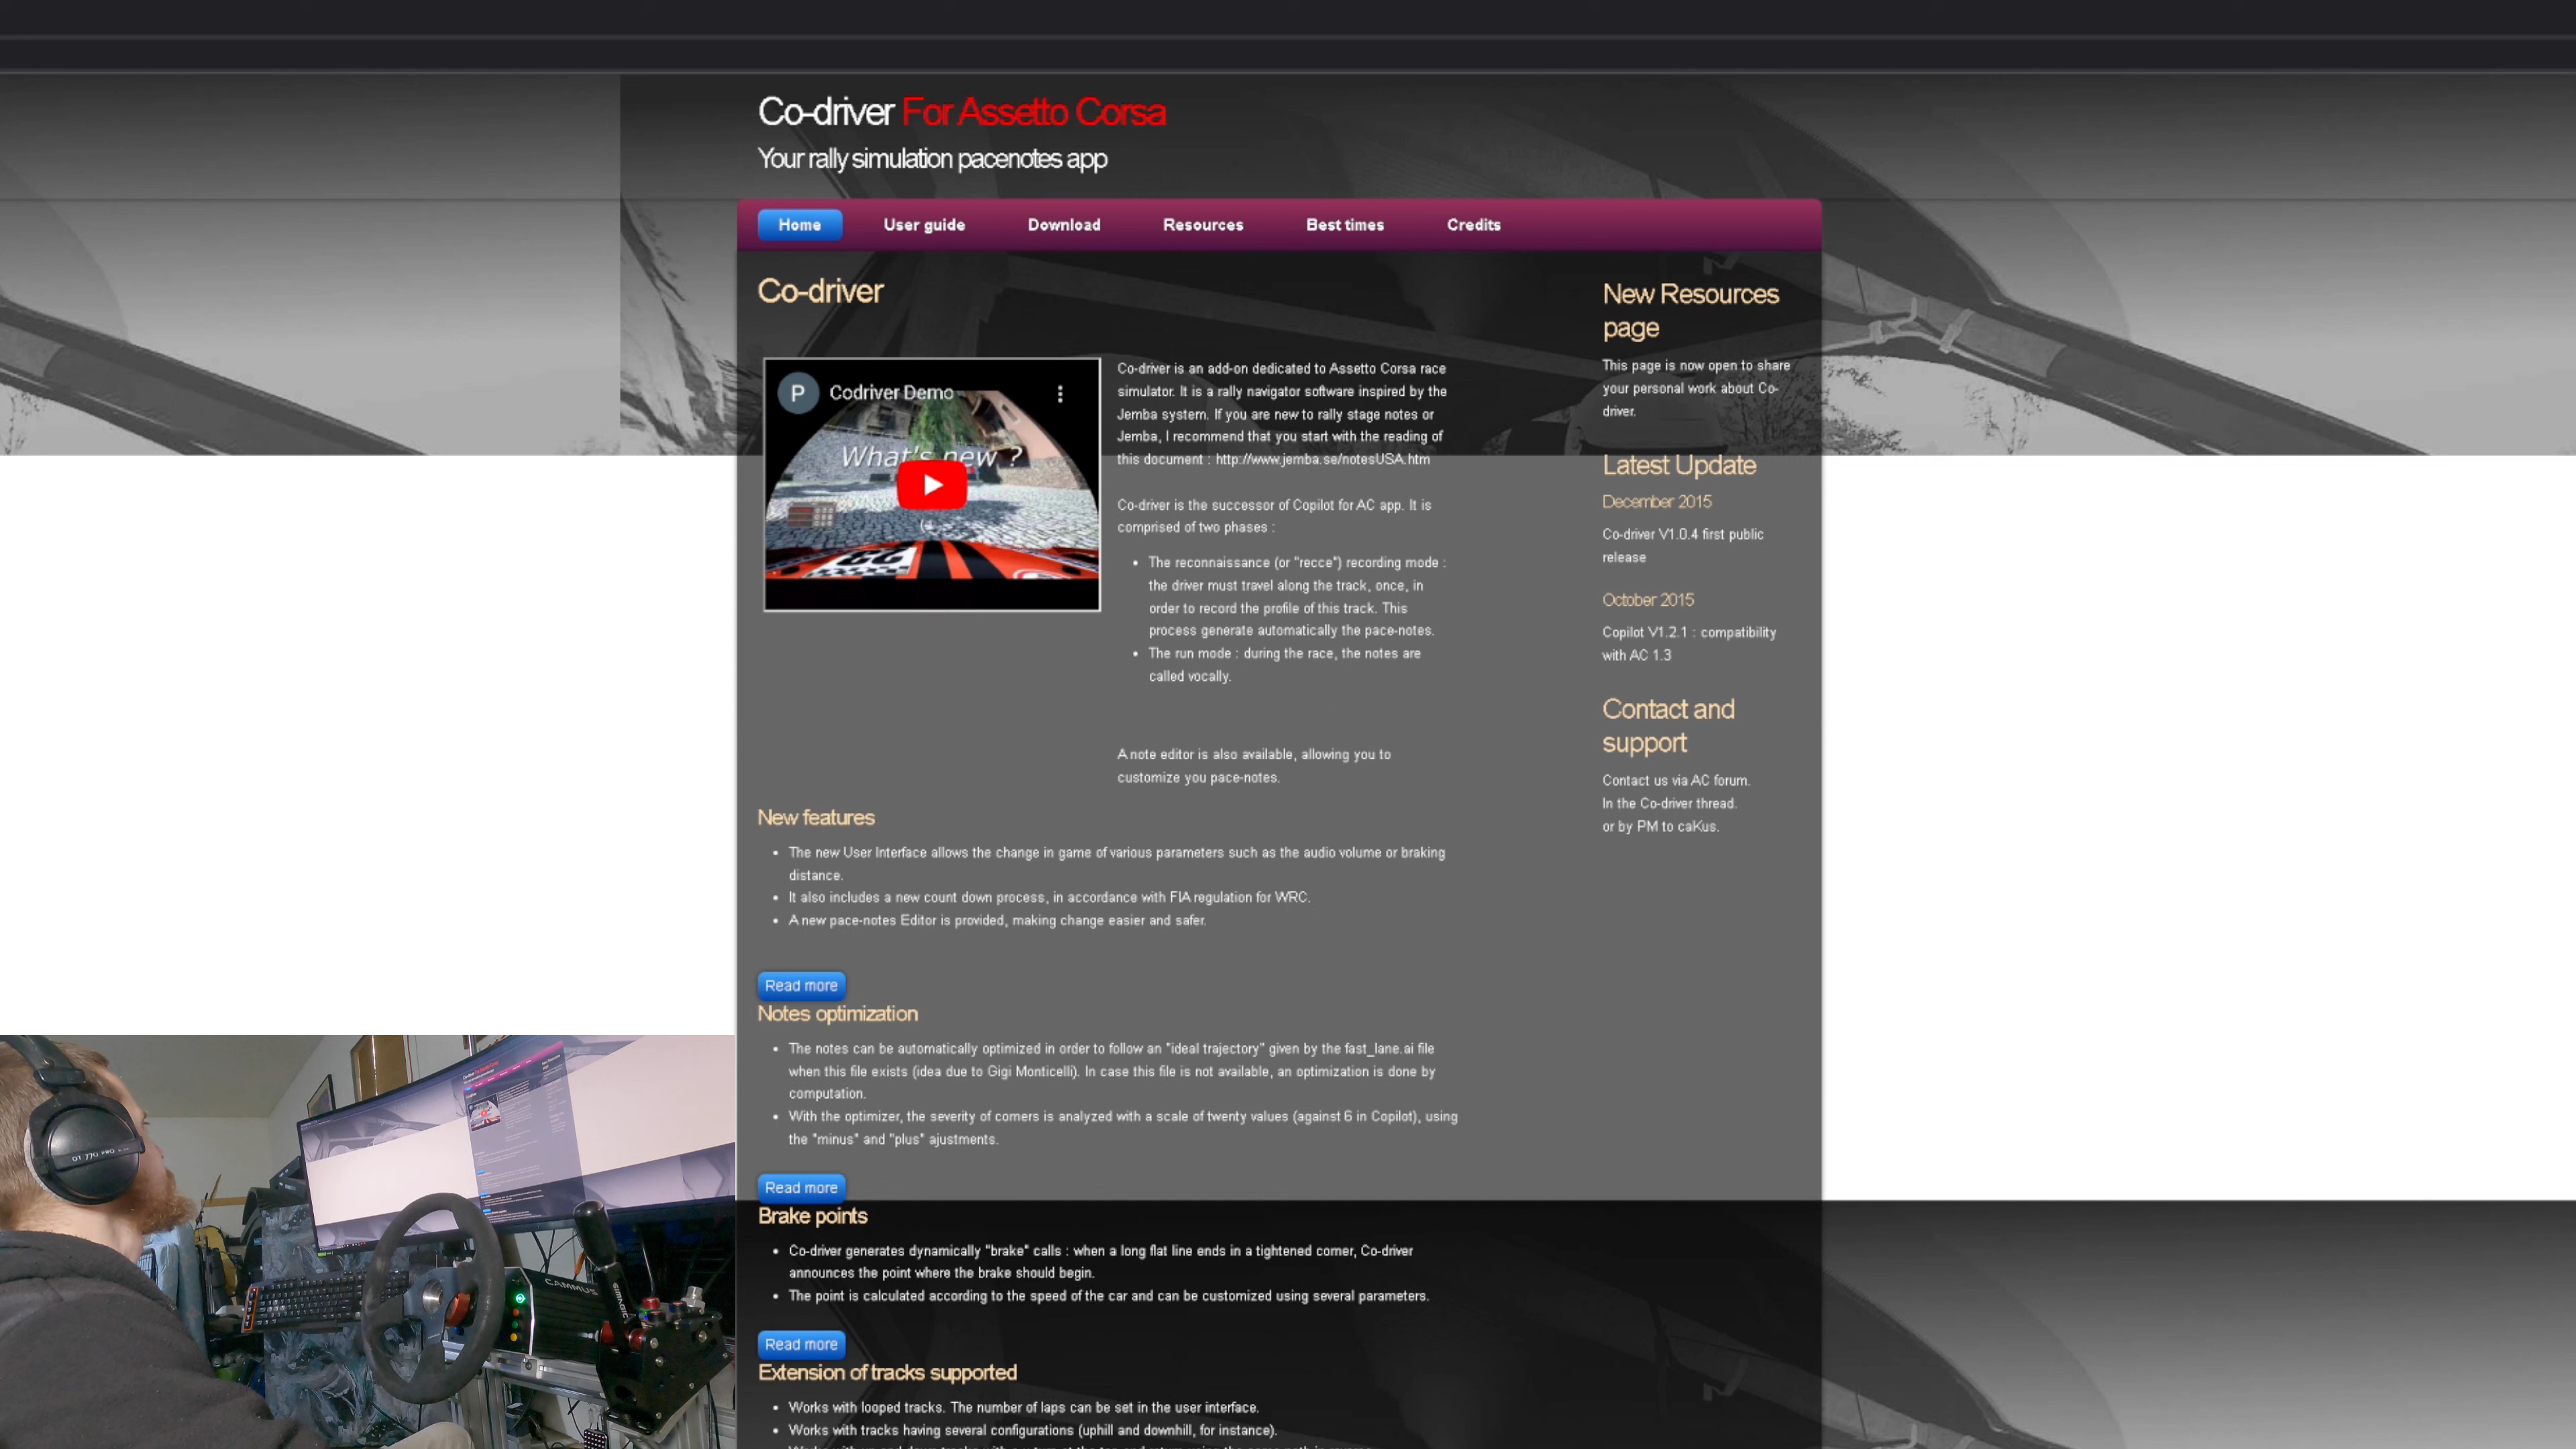 Co-driver For Assetto Corsa
Your rally simulation pacenotes app
Home User guide Download Resources Best times Credits
Co-driver
P Codriver Demo
What's new ?
Co-driver is an add-on dedicated to Assetto Corsa race
simulator. It is a rally navigator software inspired by the
Jemba system. If you are new to rally stage notes or
Jemba, I recommend that you start with the reading of
this document : http://www.jemba.se/notesUSA.htm
Co-driver is the successor of Copilot for AC app. It is
comprised of two phases :
• The reconnaissance (or "recce") recording mode :
the driver must travel along the track, once, in
order to record the profile of this track. This
process generate automatically the pace-notes.
• The run mode : during the race, the notes are
called vocally.
A note editor is also available, allowing you to
customize you pace-notes.
New features
• The new User Interface allows the change in game of various parameters such as the audio volume or braking
distance.
• It also includes a new count down process, in accordance with FIA regulation for WRC.
• A new pace-notes Editor is provided, making change easier and safer.
Read more
Notes optimization
• The notes can be automatically optimized in order to follow an "ideal trajectory" given by the fast_lane.ai file
when this file exists (idea due to Gigi Monticelli). In case this file is not available, an optimization is done by
computation.
• With the optimizer, the severity of corners is analyzed with a scale of twenty values (against 6 in Copilot), using
the "minus" and "plus" ajustments.
Read more
Brake points
• Co-driver generates dynamically "brake" calls : when a long flat line ends in a tightened corner, Co-driver
announces the point where the brake should begin.
• The point is calculated according to the speed of the car and can be customized using several parameters.
Read more
Extension of tracks supported
• Works with looped tracks. The number of laps can be set in the user interface.
• Works with tracks having several configurations (uphill and downhill, for instance).
New Resources
page
This page is now open to share
your personal work about Co-
driver.
Latest Update
December 2015
Co-driver V1.0.4 first public
release
October 2015
Copilot V1.2.1 : compatibility
with AC 1.3
Contact and
support
Contact us via AC forum.
In the Co-driver thread.
or by PM to caKus.
770 PRO
CAMMUS